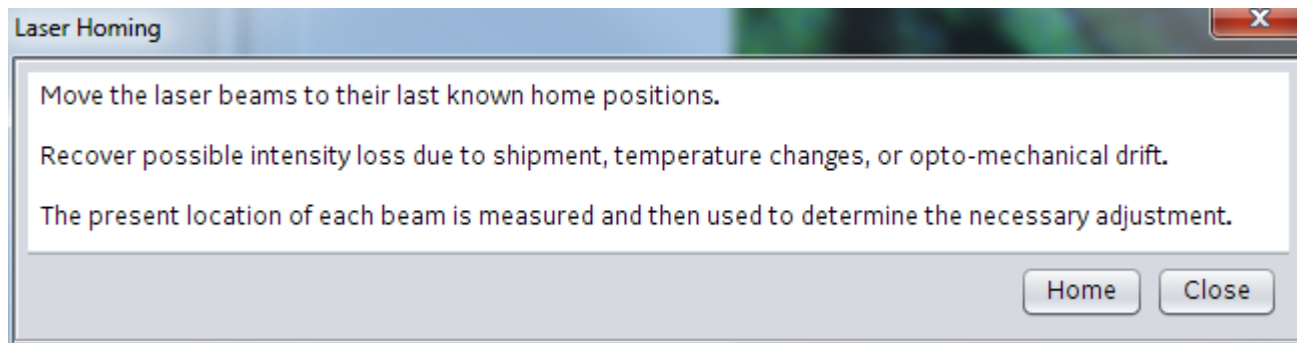 Laser Homing
Move the laser beams to their last known home positions.
Recover possible intensity loss due to shipment, temperature changes, or opto-mechanical drift.
The present location of each beam is measured and then used to determine the necessary adjustment.
Home Close